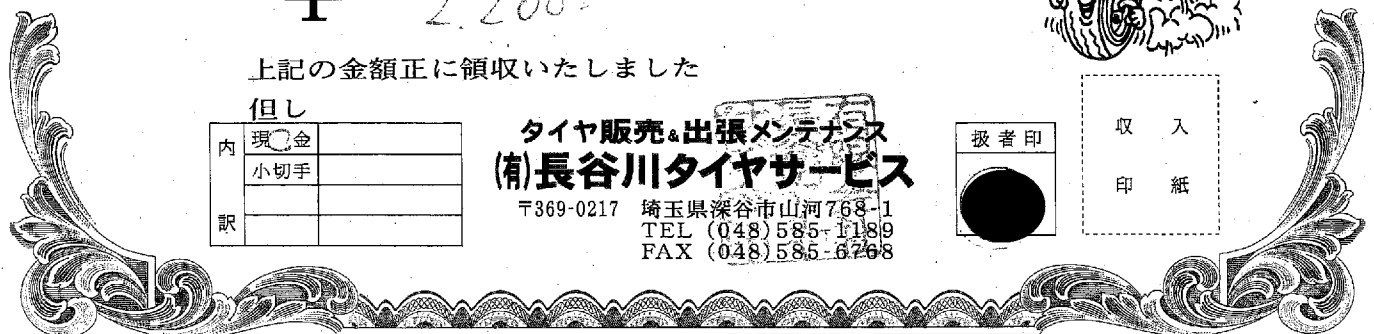 上記の金額正に領収いたしました
但し
内訳
現金
小切手
タイヤ販売&出張メンテナンス
(有)長谷川タイヤサービス
〒369-0217 埼玉県深谷市山河768-1
TEL (048)585-1189
FAX (048)585-6768
扱者印
収入
印紙